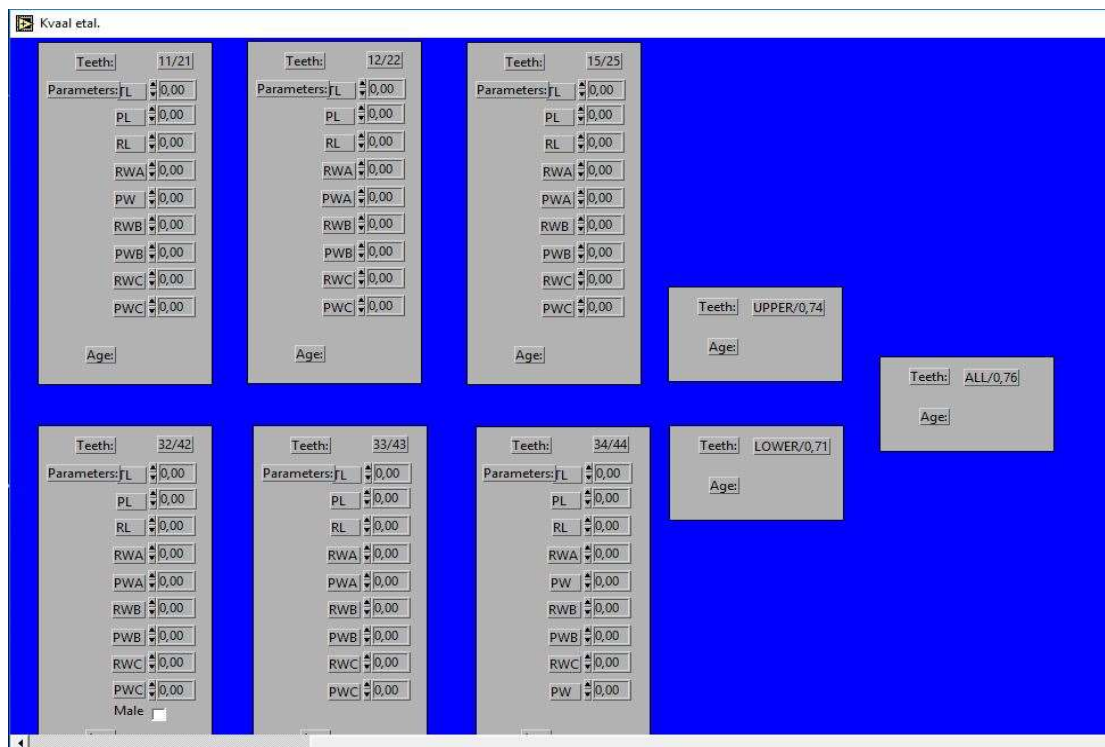 Kvaal etal.
Teeth: 11/21
Parameters: TL 0,00
PL 0,00
RL 0,00
RWA 0,00
PW 0,00
RWB 0,00
PWB 0,00
RWC 0,00
PWC 0,00
Age:
Teeth: 12/22
Parameters: TL 0,00
PL 0,00
RL 0,00
RWA 0,00
PWA 0,00
RWB 0,00
PWB 0,00
RWC 0,00
PWC 0,00
Age:
Teeth: 15/25
Parameters: TL 0,00
PL 0,00
RL 0,00
RWA 0,00
PWA 0,00
RWB 0,00
PWB 0,00
RWC 0,00
PWC 0,00
Age:
Teeth: UPPER/0,74
Age:
Teeth: ALL/0,76
Age:
Teeth: 32/42
Parameters: TL 0,00
PL 0,00
RL 0,00
RWA 0,00
PWA 0,00
RWB 0,00
PWB 0,00
RWC 0,00
PWC 0,00
Male
Teeth: 33/43
Parameters: TL 0,00
PL 0,00
RL 0,00
RWA 0,00
PWA 0,00
RWB 0,00
PWB 0,00
RWC 0,00
PWC 0,00
Teeth: 34/44
Parameters: TL 0,00
PL 0,00
RL 0,00
RWA 0,00
PW 0,00
RWB 0,00
PWB 0,00
RWC 0,00
PW 0,00
Teeth: LOWER/0,71
Age: